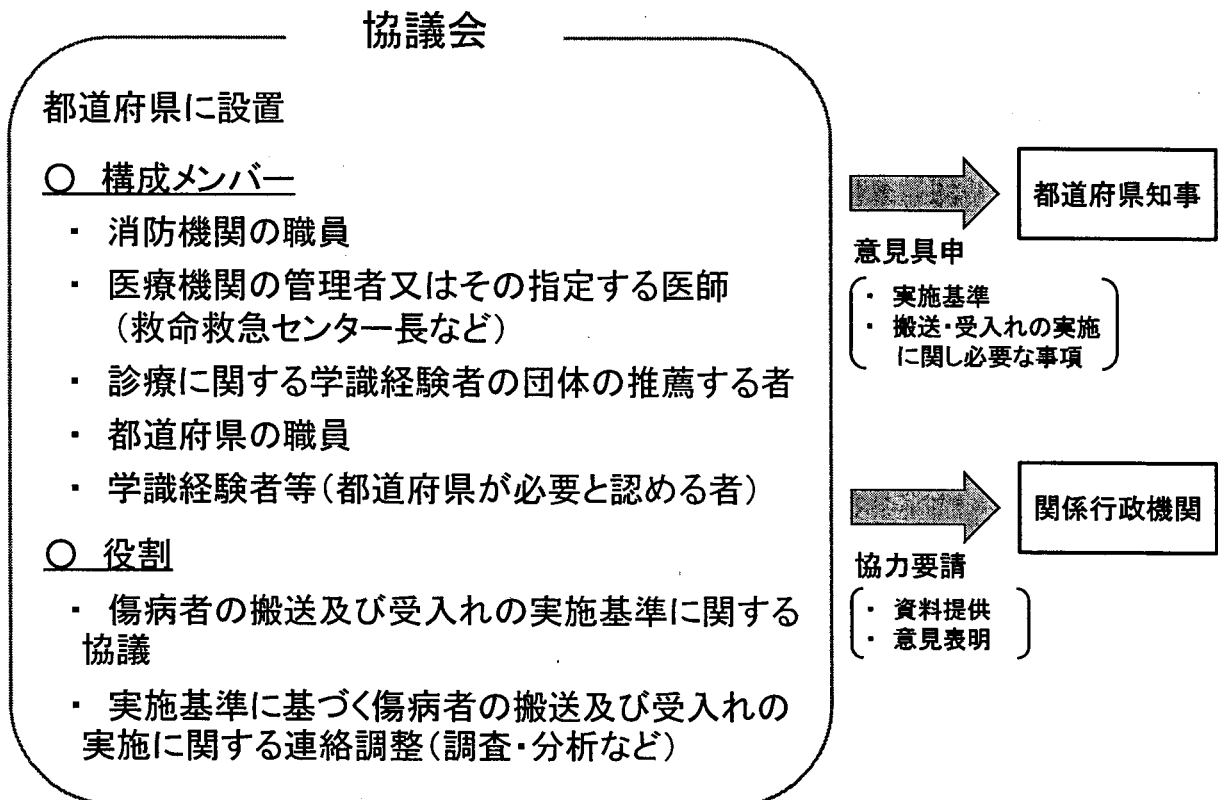 協議会
都道府県に設置
○ 構成メンバー
・ 消防機関の職員
・ 医療機関の管理者又はその指定する医師
（救命救急センター長など）
・ 診療に関する学識経験者の団体の推薦する者
・ 都道府県の職員
・ 学識経験者等（都道府県が必要と認める者）
○ 役割
・ 傷病者の搬送及び受入れの実施基準に関する
協議
・ 実施基準に基づく傷病者の搬送及び受入れの
実施に関する連絡調整（調査・分析など）
都道府県知事
意見具申
・ 実施基準
・ 搬送・受入れの実施
に関し必要な事項
関係行政機関
協力要請
・ 資料提供
・ 意見表明